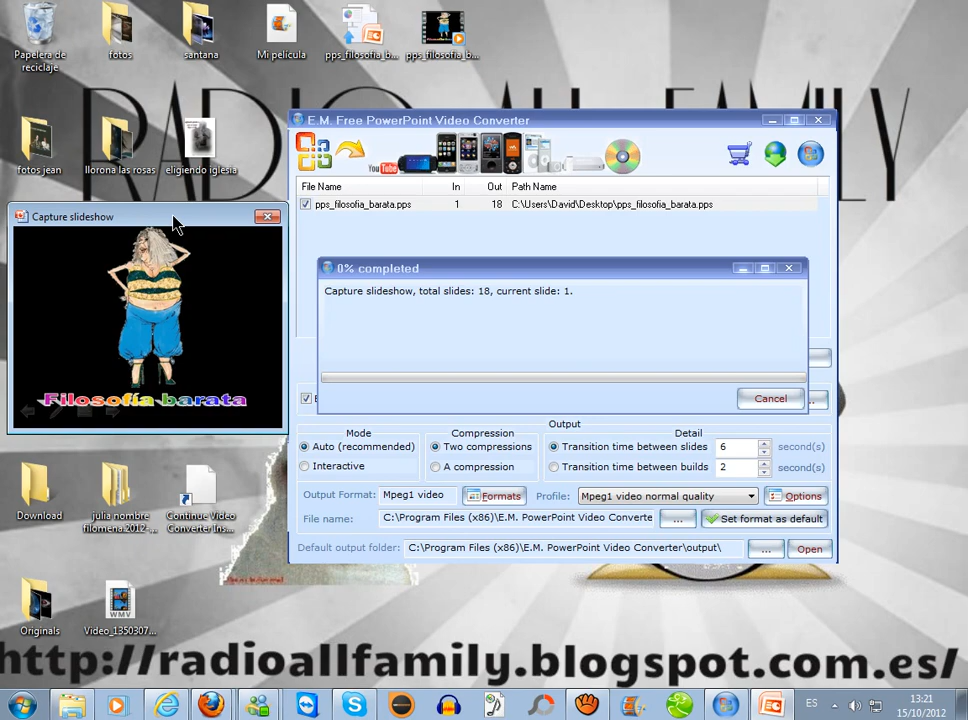 Papelera de
reciclaje
fotos
santana
Mi pelicula
pps_filosofia_b...
pps_filosofia_b...
RADIO ALL FAMILY
fotos jean
llorona las rosas
eligiendo iglesia
E.M. Free PowerPoint Video Converter
You Tube
File Name In Out Path Name
pps_filosofia_barata.pps 1 18 C:\Users\David\Desktop\pps_filosofia_barata.pps
Capture slideshow
Filosofía barata
0% completed
Capture slideshow, total slides: 18, current slide: 1.
Cancel
Output
Mode Compression Detail
Auto (recommended) Two compressions Transition time between slides 6 second(s)
Interactive A compression Transition time between builds 2 second(s)
Output Format: Mpeg1 video Formats Profile: Mpeg1 video normal quality Options
File name: C:\Program Files (x86)\E.M. PowerPoint Video Converte ... Set format as default
Default output folder: C:\Program Files (x86)\E.M. PowerPoint Video Converter\output\ ... Open
Download
julia nombre
filomena 2012-...
Continue Video
Converter Ins...
Originals
Video_1350307...
WMV
http://radioallfamily.blogspot.com.es/
ES
13:21
15/10/2012